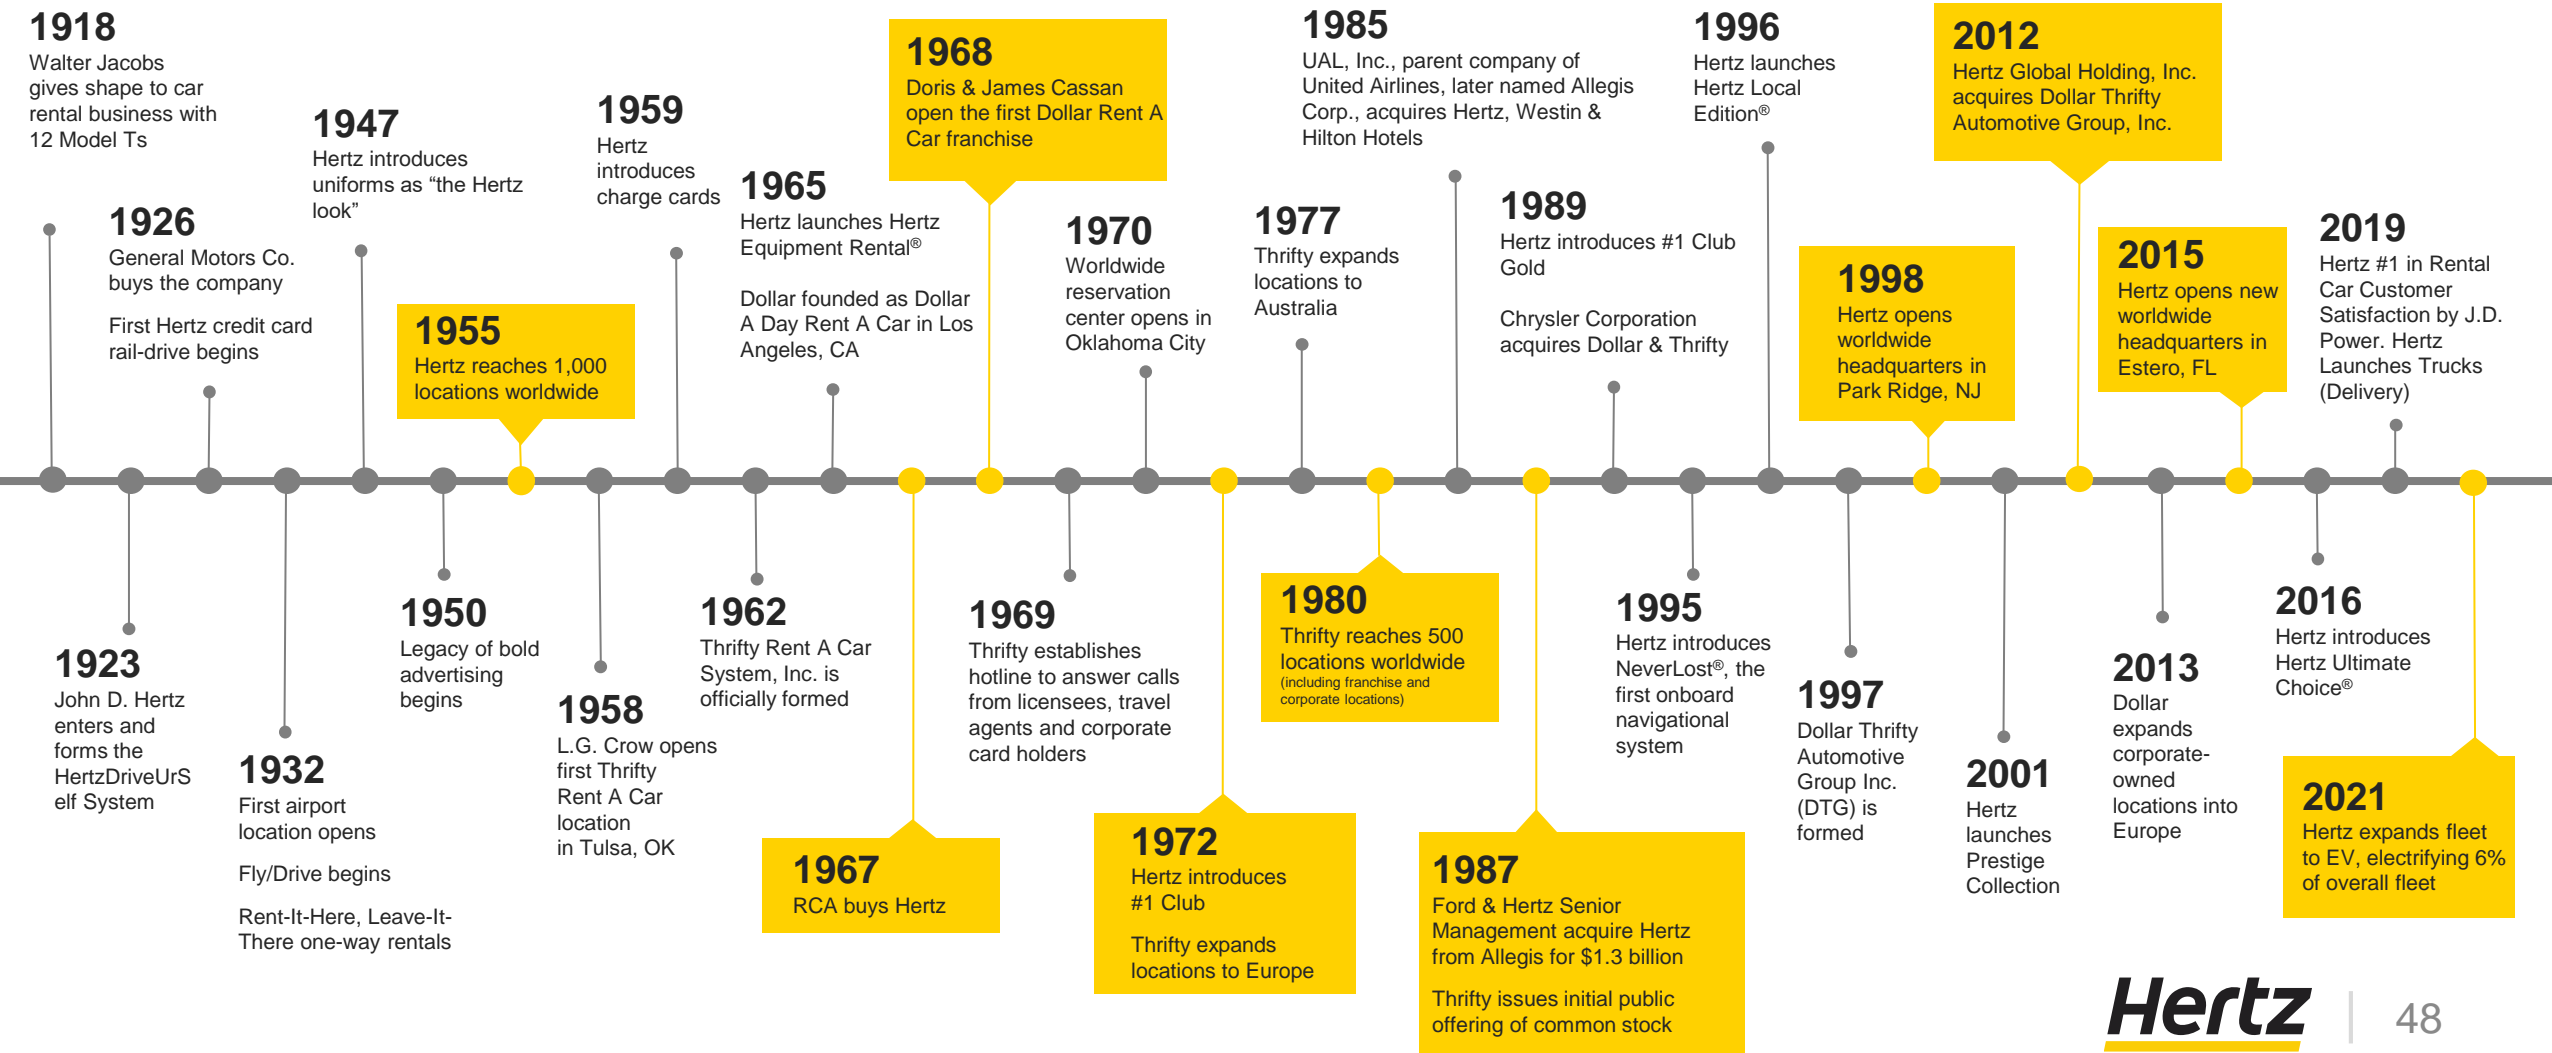 1918
Walter Jacobs
gives shape to car
rental business with
12 Model Ts
1926
General Motors Co.
buys the company
First Hertz credit card
rail-drive begins
1947
Hertz introduces
uniforms as “the Hertz
look”
1955
Hertz reaches 1,000
locations worldwide
1959
Hertz
introduces
charge cards
1965
Hertz launches Hertz
Equipment Rental®
Dollar founded as Dollar
A Day Rent A Car in Los
Angeles, CA
1968
Doris & James Cassan
open the first Dollar Rent A
Car franchise
1970
Worldwide
reservation
center opens in
Oklahoma City
1977
Thrifty expands
locations to
Australia
1985
UAL, Inc., parent company of
United Airlines, later named Allegis
Corp., acquires Hertz, Westin &
Hilton Hotels
1989
Hertz introduces #1 Club
Gold
Chrysler Corporation
acquires Dollar & Thrifty
1996
Hertz launches
Hertz Local
Edition®
1998
Hertz opens
worldwide
headquarters in
Park Ridge, NJ
2012
Hertz Global Holding, Inc.
acquires Dollar Thrifty
Automotive Group, Inc.
2015
Hertz opens new
worldwide
headquarters in
Estero, FL
2019
Hertz #1 in Rental
Car Customer
Satisfaction by J.D.
Power. Hertz
Launches Trucks
(Delivery)
1923
John D. Hertz
enters and
forms the
HertzDriveUrS
elf System
1932
First airport
location opens
Fly/Drive begins
Rent-It-Here, Leave-It-
There one-way rentals
1950
Legacy of bold
advertising
begins
1958
L.G. Crow opens
first Thrifty
Rent A Car
location
in Tulsa, OK
1962
Thrifty Rent A Car
System, Inc. is
officially formed
1967
RCA buys Hertz
1969
Thrifty establishes
hotline to answer calls
from licensees, travel
agents and corporate
card holders
1972
Hertz introduces
#1 Club
Thrifty expands
locations to Europe
1980
Thrifty reaches 500
locations worldwide
(including franchise and
corporate locations)
1987
Ford & Hertz Senior
Management acquire Hertz
from Allegis for $1.3 billion
Thrifty issues initial public
offering of common stock
1995
Hertz introduces
NeverLost®, the
first onboard
navigational
system
1997
Dollar Thrifty
Automotive
Group Inc.
(DTG) is
formed
2001
Hertz
launches
Prestige
Collection
2013
Dollar
expands
corporate-
owned
locations into
Europe
2016
Hertz introduces
Hertz Ultimate
Choice®
2021
Hertz expands fleet
to EV, electrifying 6%
of overall fleet
Hertz
48